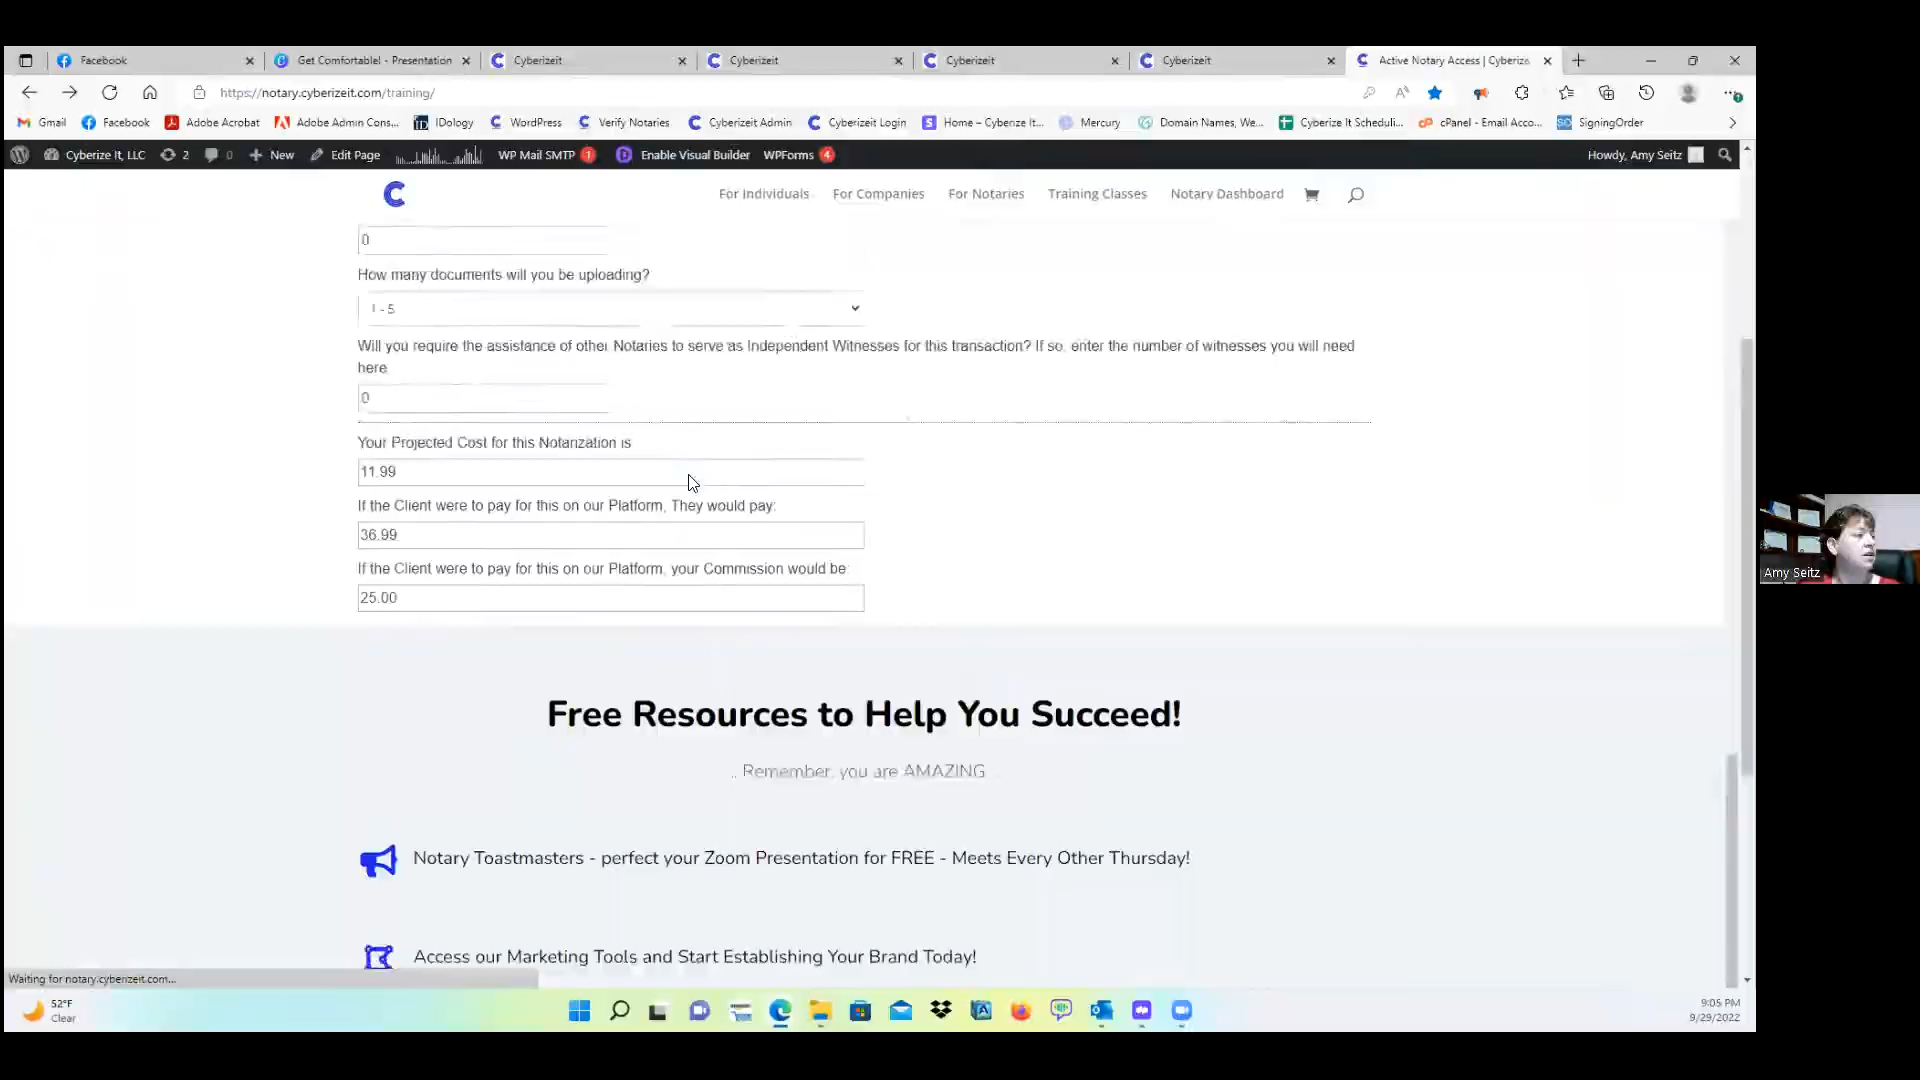 Facebook
Get Comfortable! - Presentation
Cyberizeit
Cyberizeit
Cyberizeit
Cyberizeit
Active Notary Access | Cyberize
https://notary.cyberizeit.com/training/
Gmail
Facebook
Adobe Acrobat
Adobe Admin Cons...
IDology
WordPress
Verify Notaries
Cyberizeit Admin
Cyberizeit Login
Home – Cyberize It...
Mercury
Domain Names, We...
Cyberize It Scheduli...
cPanel - Email Acco...
SigningOrder
Cyberize It, LLC
2
0
New
Edit Page
WP Mail SMTP 1
Enable Visual Builder
WPForms 4
Howdy, Amy Seitz
For Individuals
For Companies
For Notaries
Training Classes
Notary Dashboard
0
How many documents will you be uploading?
1 - 5
Will you require the assistance of other Notaries to serve as Independent Witnesses for this transaction? If so, enter the number of witnesses you will need
here
0
Your Projected Cost for this Notarization is
11.99
If the Client were to pay for this on our Platform, They would pay:
36.99
If the Client were to pay for this on our Platform, your Commission would be:
25.00
Amy Seitz
Free Resources to Help You Succeed!
.. Remember, you are AMAZING ..
Notary Toastmasters - perfect your Zoom Presentation for FREE - Meets Every Other Thursday!
Access our Marketing Tools and Start Establishing Your Brand Today!
Waiting for notary.cyberizeit.com...
52°F
Clear
9:05 PM
9/29/2022